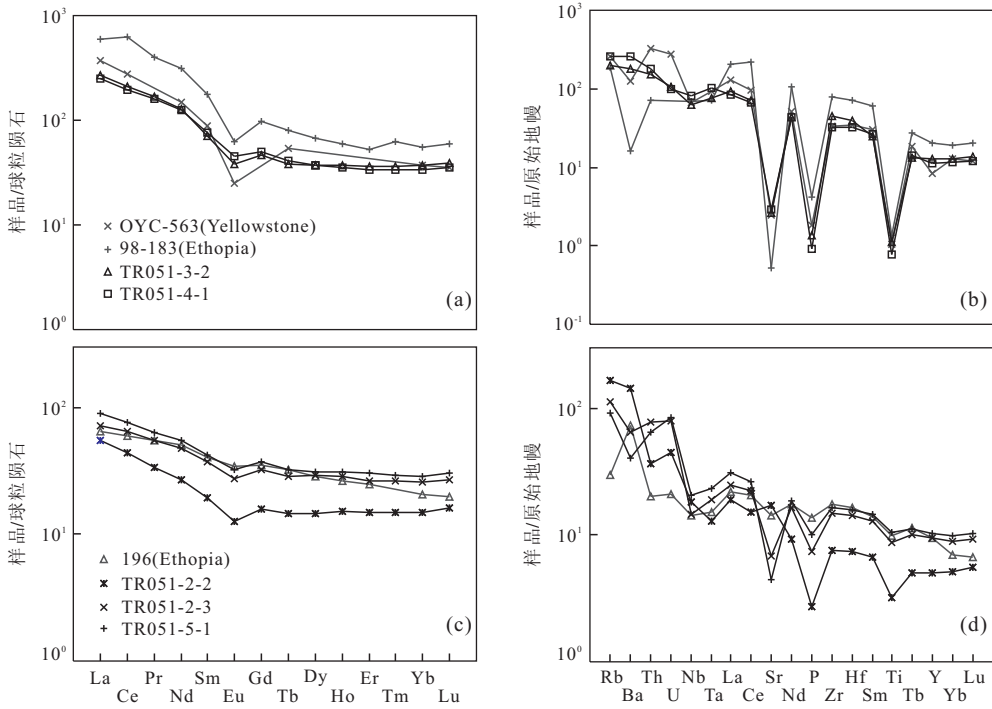 10³
10²
10¹
10⁰
样品/球粒陨石
OYC-563(Yellowstone)
98-183(Ethopia)
TR051-3-2
TR051-4-1
(a)
10³
10²
10¹
10⁰
10⁻¹
样品/原始地幔
(b)
10²
10¹
10⁰
样品/球粒陨石
196(Ethopia)
TR051-2-2
TR051-2-3
TR051-5-1
(c)
La Pr Sm Gd Dy Er Yb
Ce Nd Eu Tb Ho Tm Lu
10²
10¹
10⁰
样品/原始地幔
(d)
Rb Th Nb La Sr P Hf Ti Y Lu
Ba U Ta Ce Nd Zr Sm Tb Yb